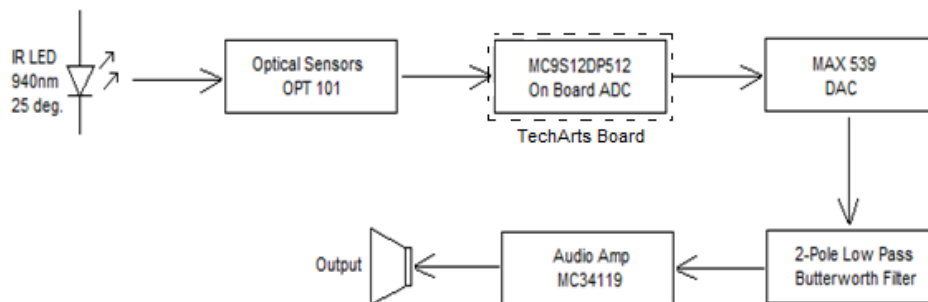 IR LED
940nm
25 deg.
Optical Sensors
OPT 101
MC9S12DP512
On Board ADC
TechArts Board
MAX 539
DAC
Output
Audio Amp
MC34119
2-Pole Low Pass
Butterworth Filter